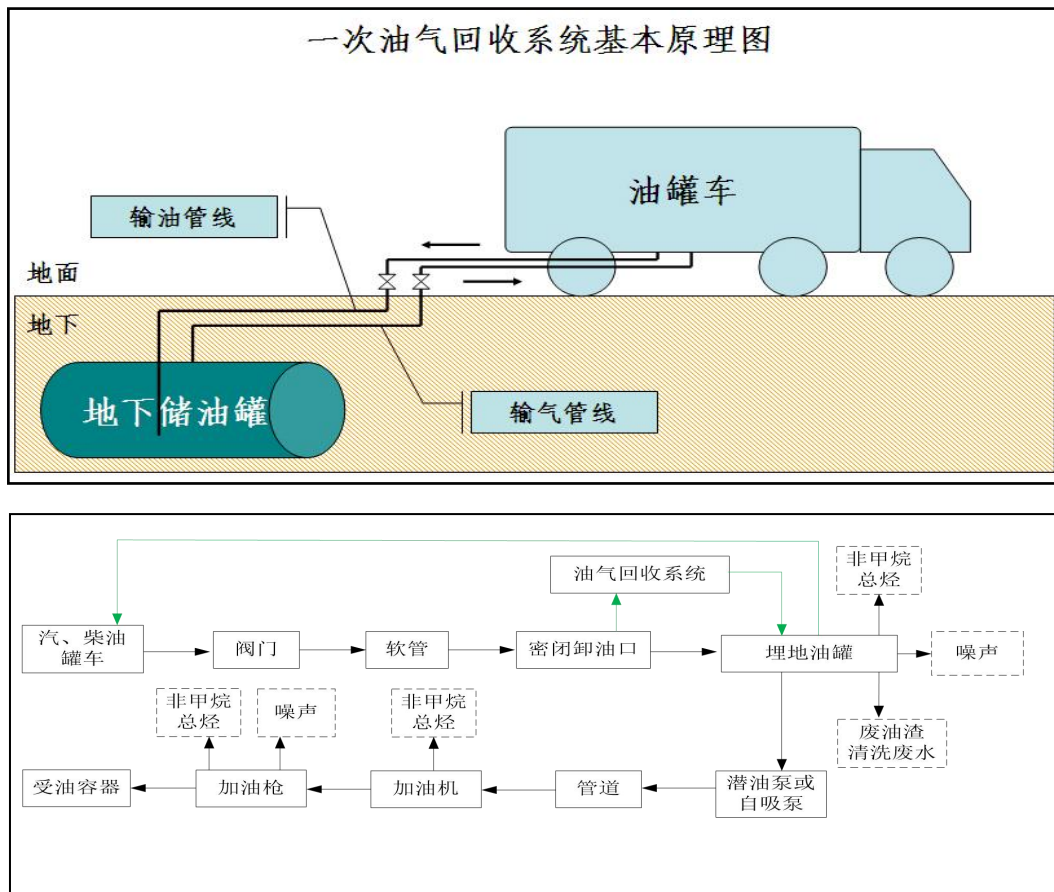 一次油气回收系统基本原理图
油罐车
输油管线
地面
地下
地下储油罐
输气管线
非甲烷
总烃
油气回收系统
汽、柴油
罐车
阀门
软管
密闭卸油口
埋地油罐
噪声
非甲烷
总烃
噪声
非甲烷
总烃
废油渣
清洗废水
受油容器
加油枪
加油机
管道
潜油泵或
自吸泵